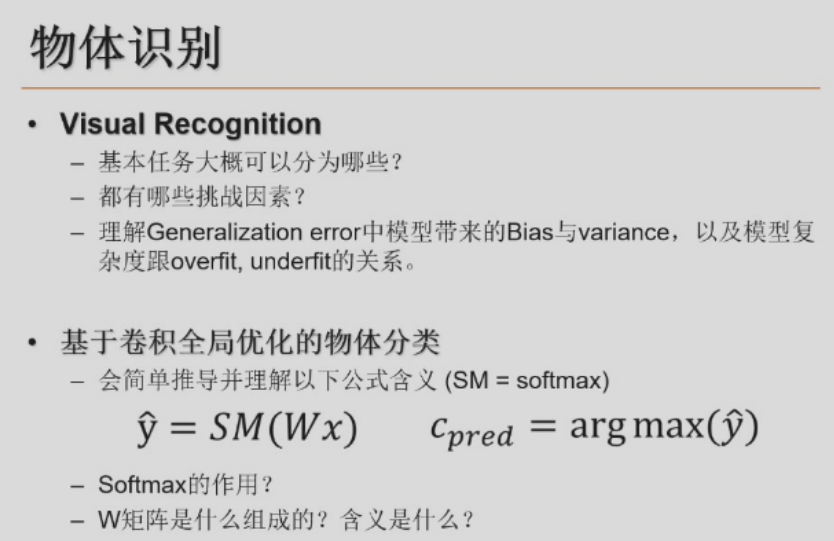 物体识别
• Visual Recognition
– 基本任务大概可以分为哪些？
– 都有哪些挑战因素？
– 理解Generalization error中模型带来的Bias与variance，以及模型复
杂度跟overfit, underfit的关系。
• 基于卷积全局优化的物体分类
– 会简单推导并理解以下公式含义 (SM = softmax)
ŷ = SM(Wx) c_pred = arg max(ŷ)
– Softmax的作用？
– W矩阵是什么组成的？含义是什么？